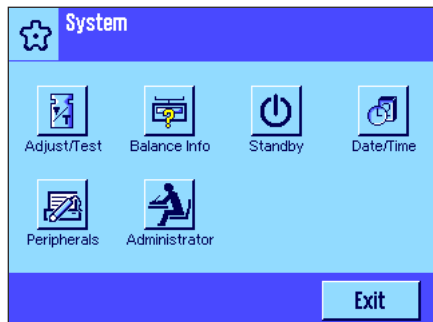 System
Adjust/Test
Balance Info
Standby
Date/Time
Peripherals
Administrator
Exit